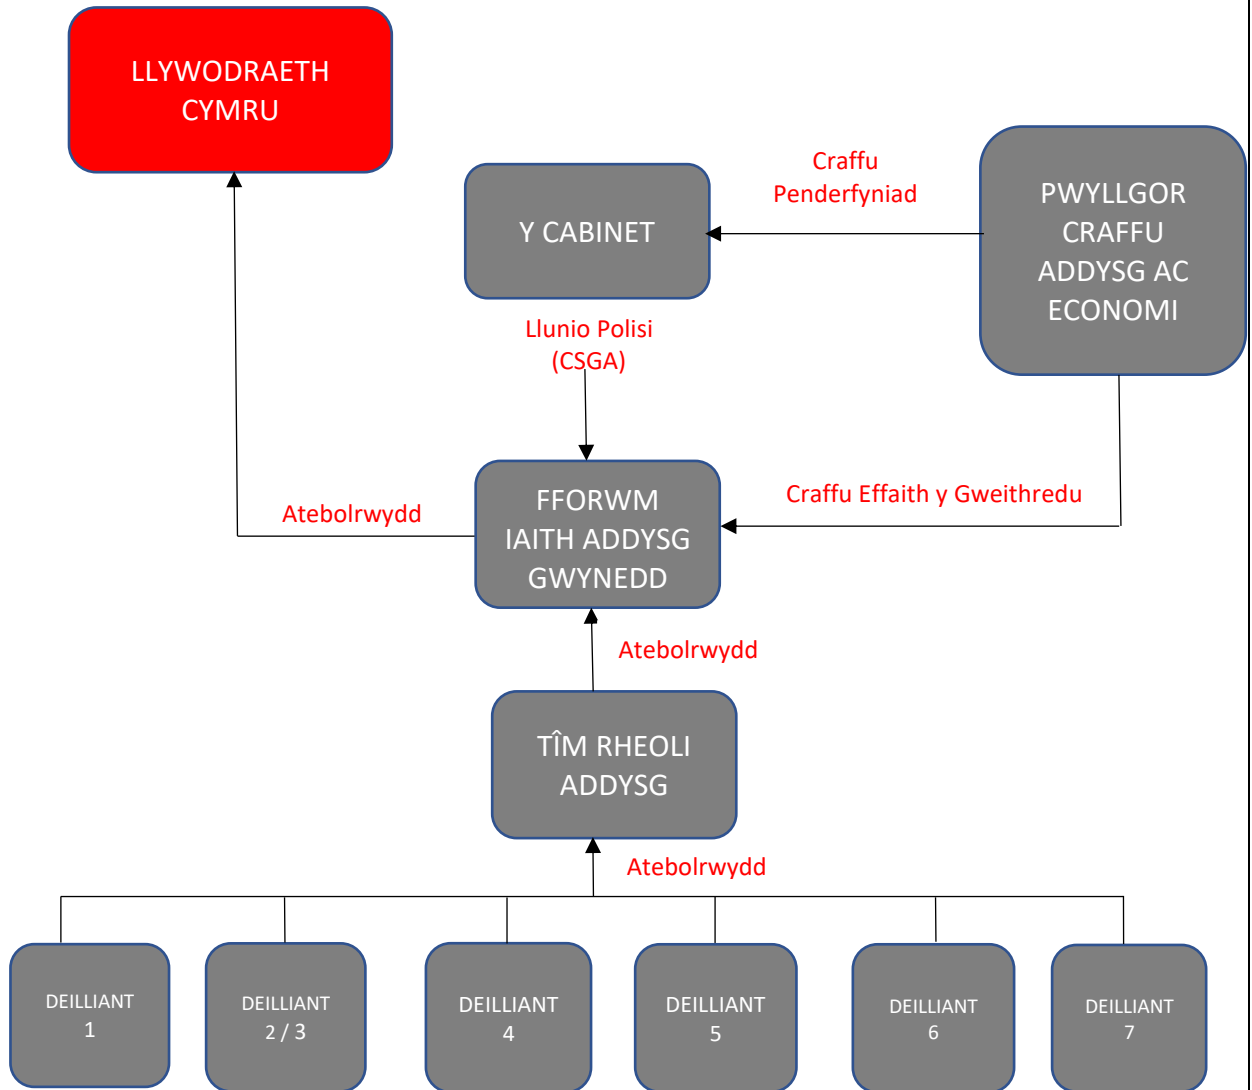 LLYWODRAETH
CYMRU
Craffu
Penderfyniad
Y CABINET
PWYLLGOR
CRAFFU
ADDYSG AC
ECONOMI
Llunio Polisi
(CSGA)
Atebolrwydd
FFORWM
IAITH ADDYSG
GWYNEDD
Craffu Effaith y Gweithredu
Atebolrwydd
TÎM RHEOLI
ADDYSG
Atebolrwydd
DEILLIANT
1
DEILLIANT
2 / 3
DEILLIANT
4
DEILLIANT
5
DEILLIANT
6
DEILLIANT
7